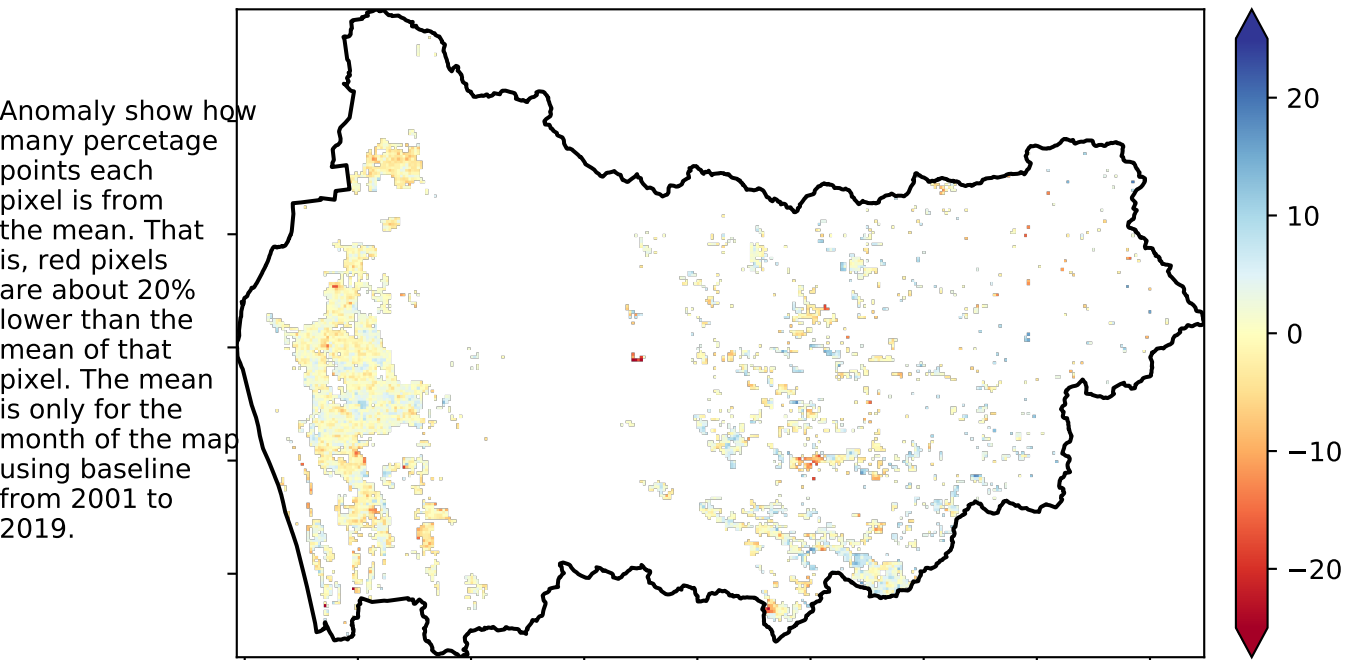 Anomaly show how
many percetage
points each
pixel is from
the mean. That
is, red pixels
are about 20%
lower than the
mean of that
pixel. The mean
is only for the
month of the map
using baseline
from 2001 to
2019.
20
10
0
−10
−20